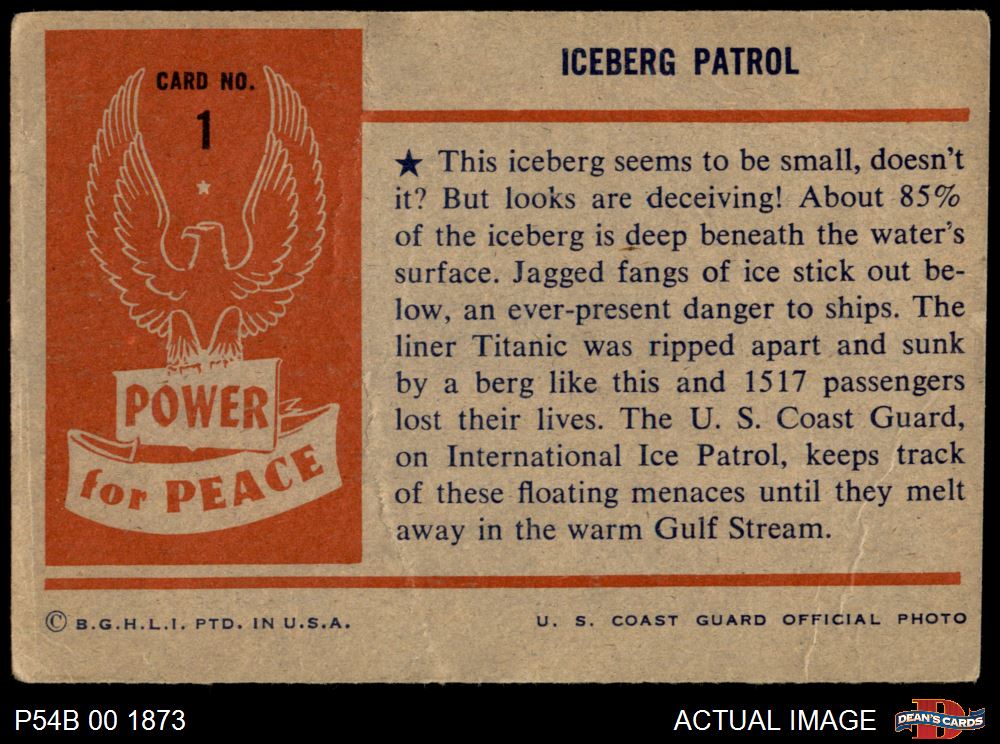 CARD NO.
1
POWER
for PEACE
ICEBERG PATROL
★ This iceberg seems to be small, doesn't
it? But looks are deceiving! About 85%
of the iceberg is deep beneath the water's
surface. Jagged fangs of ice stick out be-
low, an ever-present danger to ships. The
liner Titanic was ripped apart and sunk
by a berg like this and 1517 passengers
lost their lives. The U. S. Coast Guard,
on International Ice Patrol, keeps track
of these floating menaces until they melt
away in the warm Gulf Stream.
© B.G.H.L.I. PTD. IN U.S.A.
U. S. COAST GUARD OFFICIAL PHOTO
P54B 00 1873
ACTUAL IMAGE
D
DEAN'S CARDS